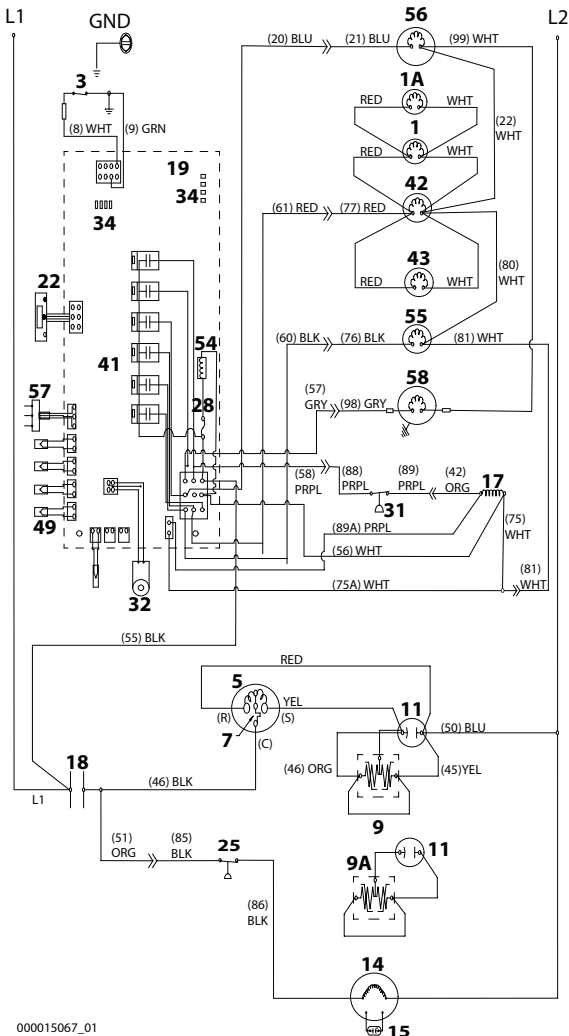 L1
GND
L2
56
(20) BLU
(21) BLU
(99) WHT
3
1A
RED
WHT
(8) WHT
(9) GRN
1
(22)
WHT
19
RED
WHT
34
42
34
(61) RED
(77) RED
43
22
RED
WHT
(80)
WHT
55
54
(60) BLK
(76) BLK
(81) WHT
41
57
28
(57)
GRY
(98) GRY
58
(58)
PRPL
(88)
PRPL
(89)
PRPL
(42)
ORG
17
49
31
(89A) PRPL
(75)
WHT
(56) WHT
(81)
WHT
(75A) WHT
32
(55) BLK
RED
5
YEL
11
(R)
(S)
(50) BLU
7
(C)
18
(46) BLK
(46) ORG
(45)YEL
L1
9
(51)
ORG
(85)
BLK
25
11
9A
(86)
BLK
14
15
000015067_01